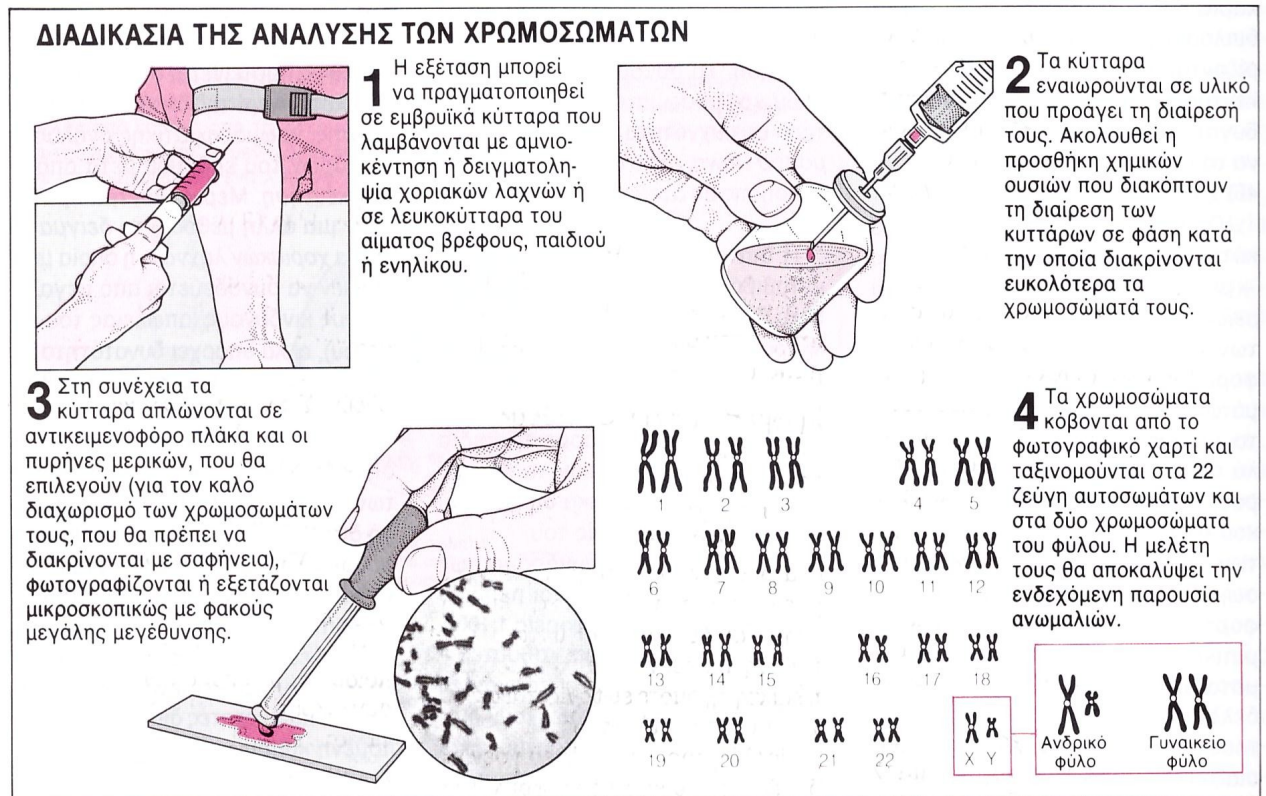 ΔΙΑΔΙΚΑΣΙΑ ΤΗΣ ΑΝΑΛΥΣΗΣ ΤΩΝ ΧΡΩΜΟΣΩΜΑΤΩΝ
1 Η εξέταση μπορεί
να πραγματοποιηθεί
σε εμβρυϊκά κύτταρα που
λαμβάνονται με αμνιο-
κέντηση ή δειγματολη-
ψία χοριακών λαχνών ή
σε λευκοκύτταρα του
αίματος βρέφους, παιδιού
ή ενηλίκου.
2 Τα κύτταρα
εναιωρούνται σε υλικό
που προάγει τη διαίρεσή
τους. Ακολουθεί η
προσθήκη χημικών
ουσιών που διακόπτουν
τη διαίρεση των
κυττάρων σε φάση κατά
την οποία διακρίνονται
ευκολότερα τα
χρωμοσώματά τους.
3 Στη συνέχεια τα
κύτταρα απλώνονται σε
αντικειμενοφόρο πλάκα και οι
πυρήνες μερικών, που θα
επιλεγούν (για τον καλό
διαχωρισμό των χρωμοσωμάτων
τους, που θα πρέπει να
διακρίνονται με σαφήνεια),
φωτογραφίζονται ή εξετάζονται
μικροσκοπικώς με φακούς
μεγάλης μεγέθυνσης.
4 Τα χρωμοσώματα
κόβονται από το
φωτογραφικό χαρτί και
ταξινομούνται στα 22
ζεύγη αυτοσωμάτων και
στα δύο χρωμοσώματα
του φύλου. Η μελέτη
τους θα αποκαλύψει την
ενδεχόμενη παρουσία
ανωμαλιών.
1 2 3 4 5
6 7 8 9 10 11 12
13 14 15 16 17 18
19 20 21 22 X Y
Ανδρικό
φύλο
Γυναικείο
φύλο